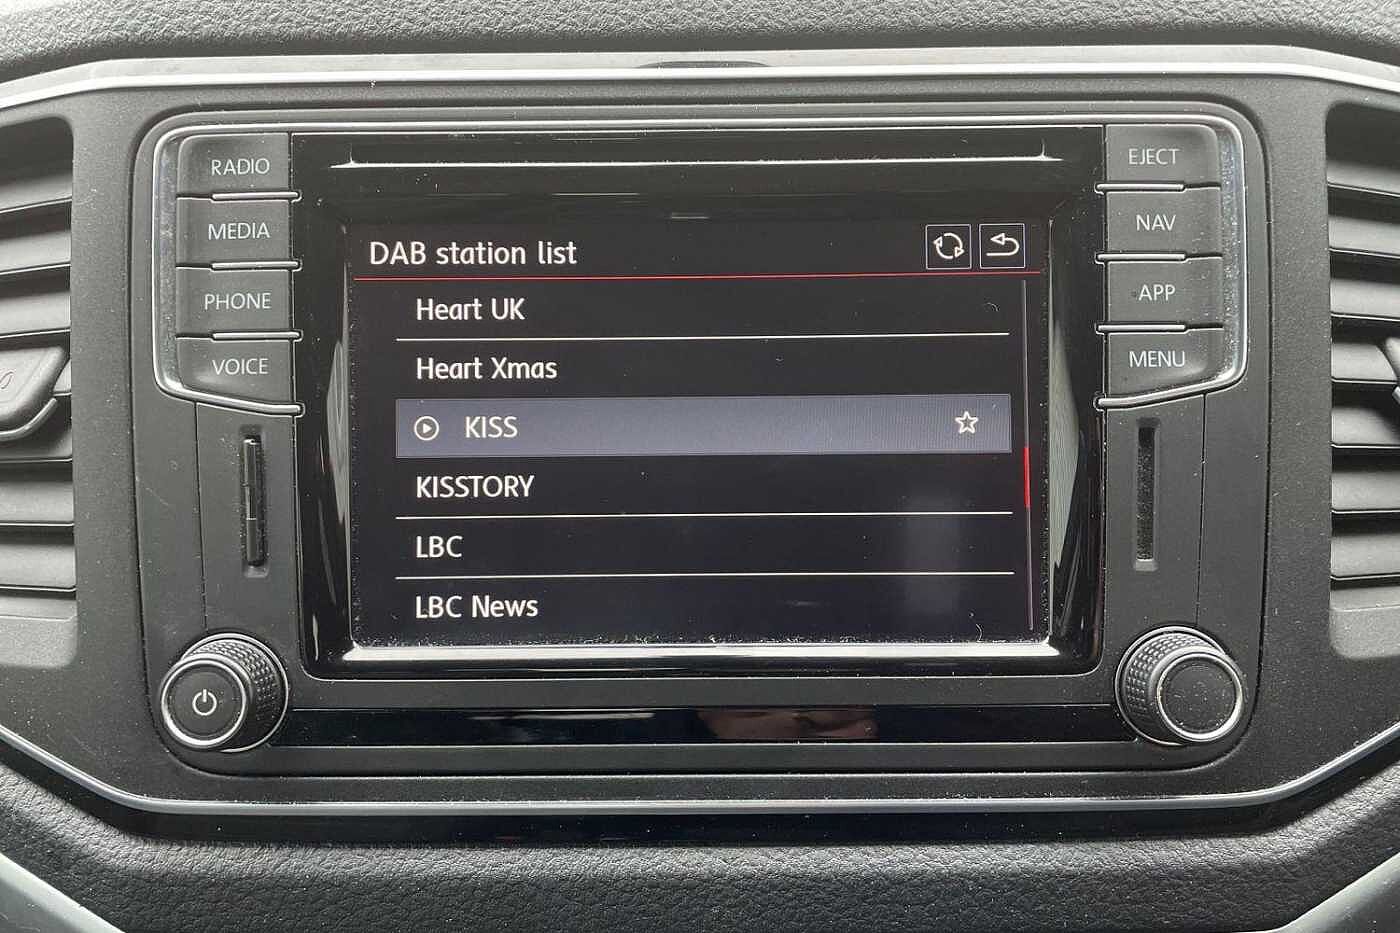 RADIO
MEDIA
PHONE
VOICE
EJECT
NAV
APP
MENU
DAB station list
Heart UK
Heart Xmas
KISS
KISSTORY
LBC
LBC News